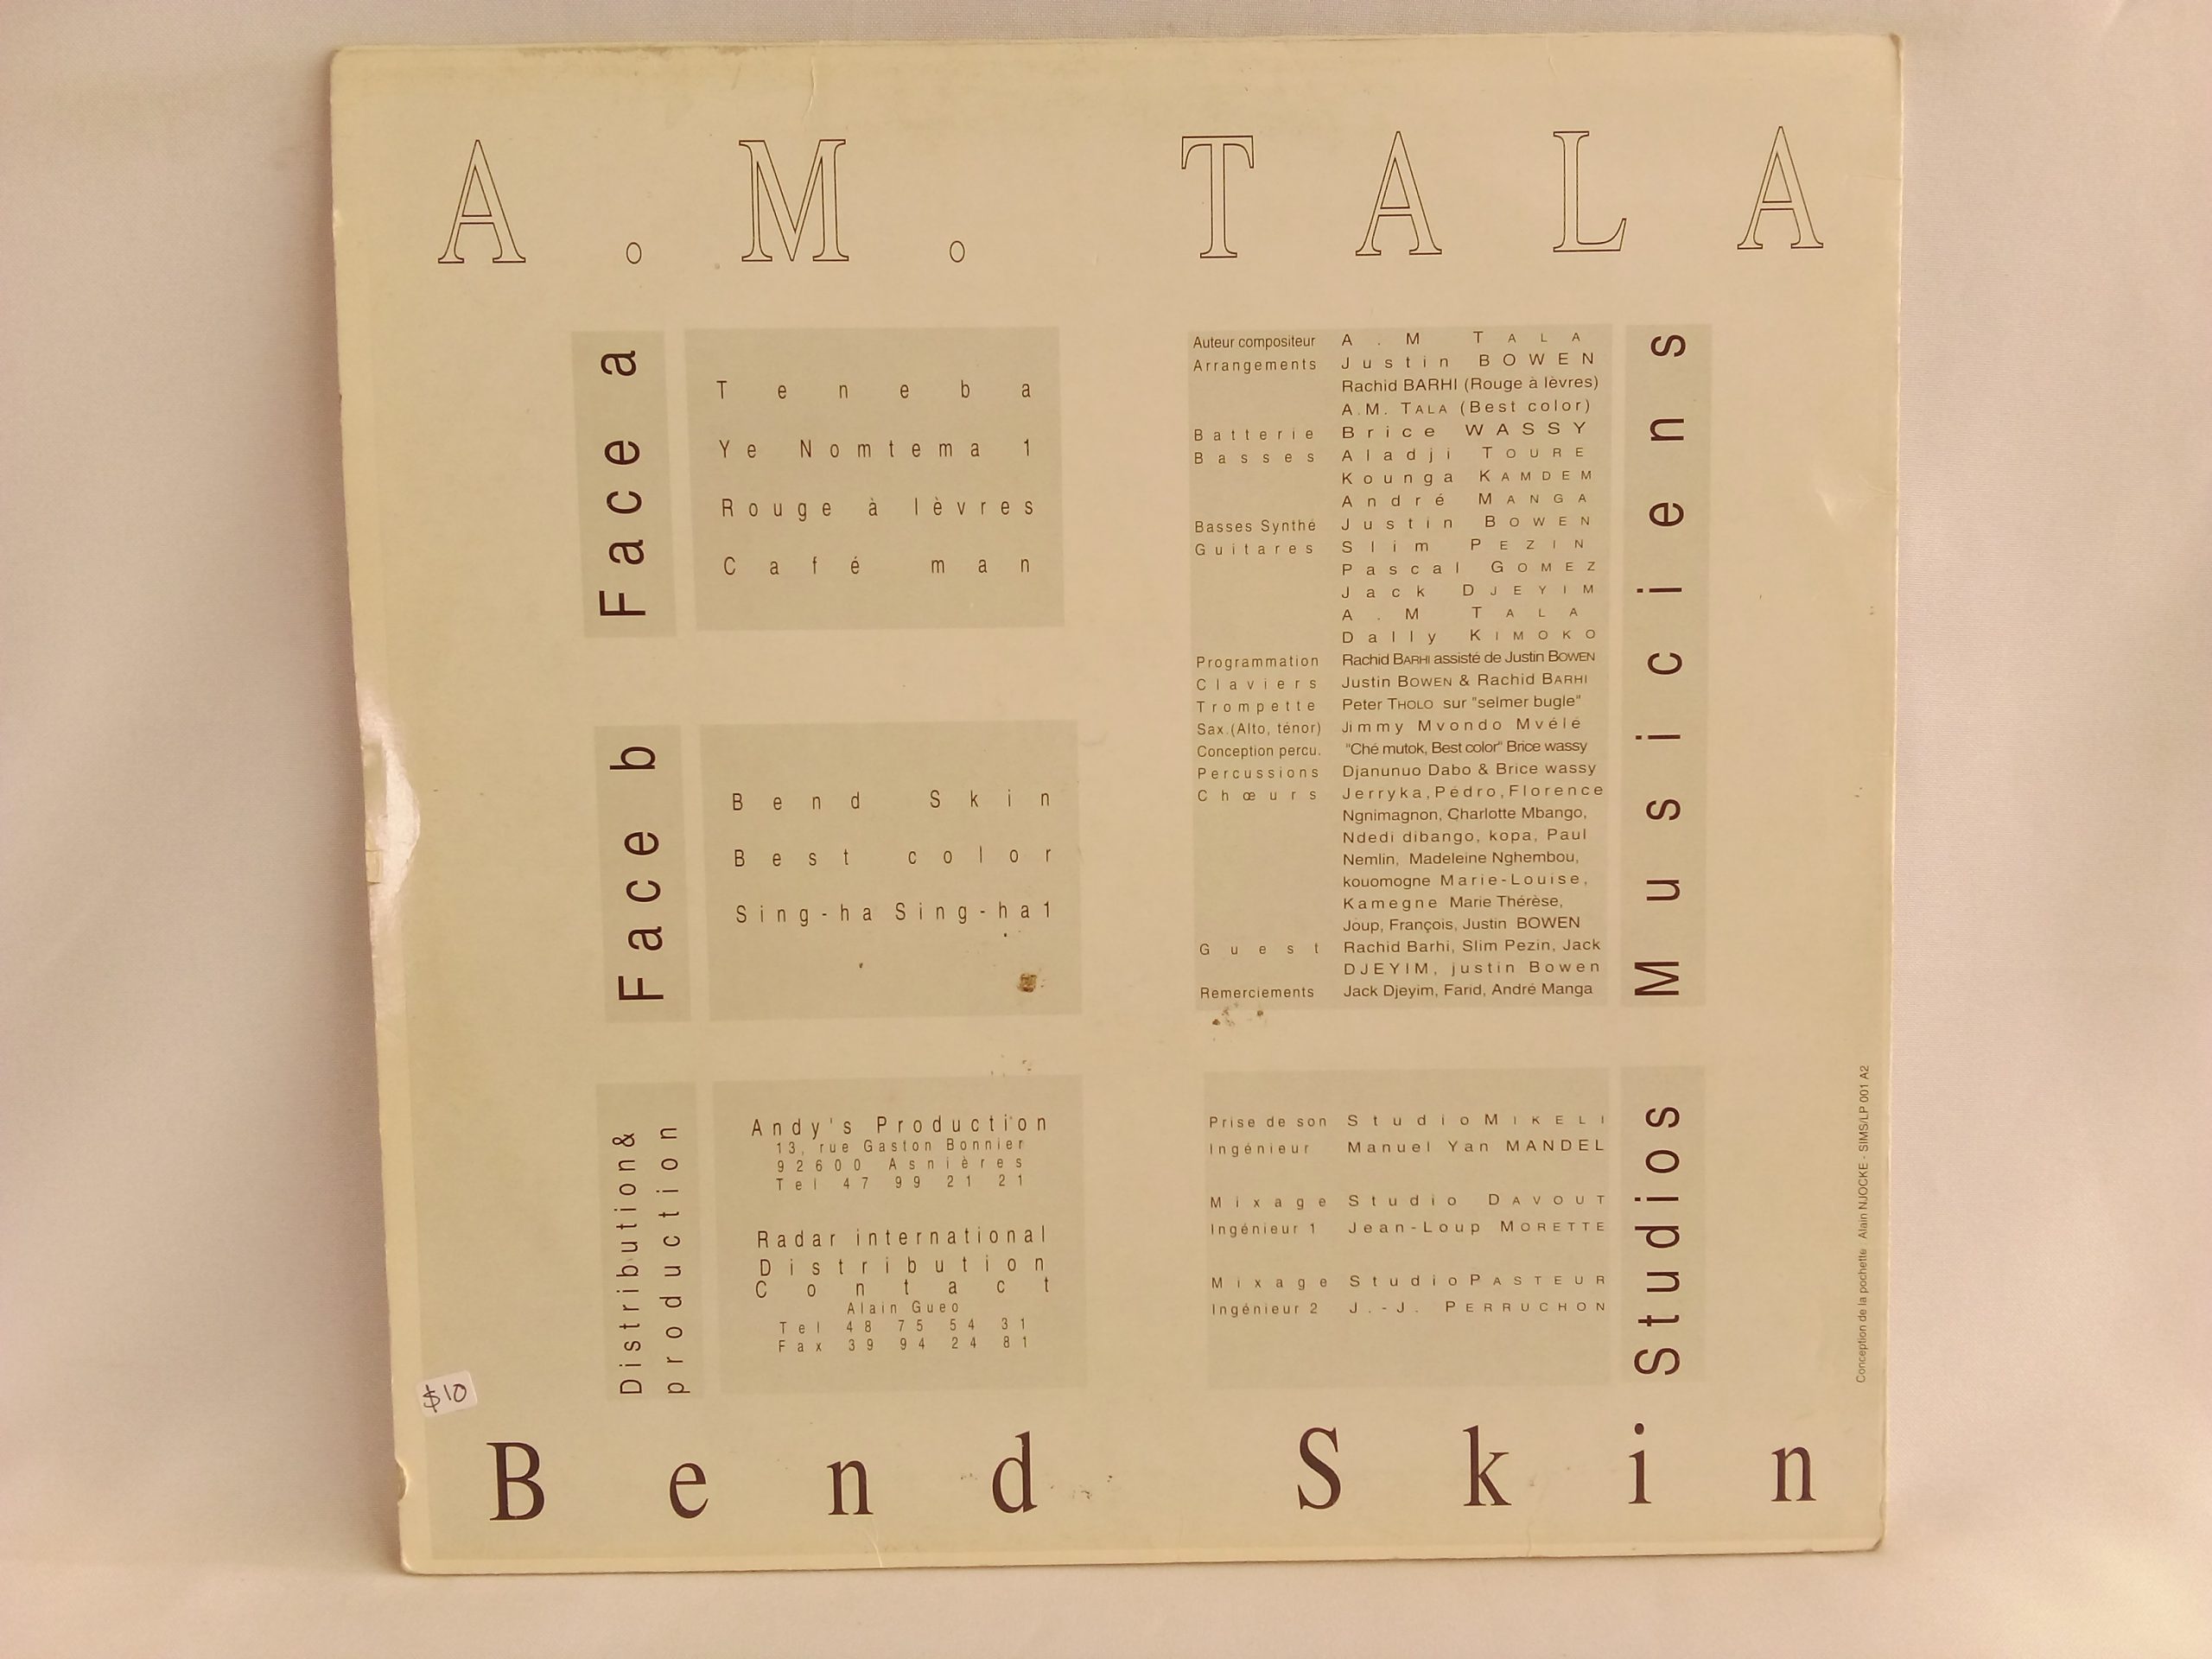 A.M. TALA
Face a
Teneba
Ye Nomtema 1
Rouge à lèvres
Café man
Face b
Bend Skin
Best color
Sing-ha Sing-ha1
Distribution&
production
Andy's Production
13, rue Gaston Bonnier
92600 Asnières
Tel 47 99 21 21
Radar international
Distribution
Contact
Alain Gueo
Tel 48 75 54 31
Fax 39 94 24 81
Musiciens
Auteur compositeur A.M TALA
Arrangements Justin BOWEN
Rachid BARHI (Rouge à lèvres)
A.M. TALA (Best color)
Batterie Brice WASSY
Basses Aladji TOURE
Kounga KAMDEM
André MANGA
Basses Synthé Justin BOWEN
Guitares Slim PEZIN
Pascal GOMEZ
Jack DJEYIM
A.M TALA
Dally KIMOKO
Programmation Rachid BARHI assisté de Justin BOWEN
Claviers Justin BOWEN & Rachid BARHI
Trompette Peter THOLO sur "selmer bugle"
Sax.(Alto, ténor) Jimmy Mvondo Mvélé
Conception percu. "Ché mutok, Best color" Brice wassy
Percussions Djanunuo Dabo & Brice wassy
Chœurs Jerryka, Pédro, Florence
Ngnimagnon, Charlotte Mbango,
Ndedi dibango, kopa, Paul
Nemlin, Madeleine Nghembou,
kouomogne Marie-Louise,
Kamegne Marie Thérèse,
Joup, François, Justin BOWEN
Guest Rachid Barhi, Slim Pezin, Jack
DJEYIM, justin Bowen
Remerciements Jack Djeyim, Farid, André Manga
Studios
Prise de son Studio MIKELI
Ingénieur Manuel Yan MANDEL
Mixage Studio DAVOUT
Ingénieur 1 Jean-Loup MORETTE
Mixage Studio PASTEUR
Ingénieur 2 J.-J. PERRUCHON
Conception de la pochette Alain NJOCKE - SIMS/LP 001 A2
$10
Bend Skin